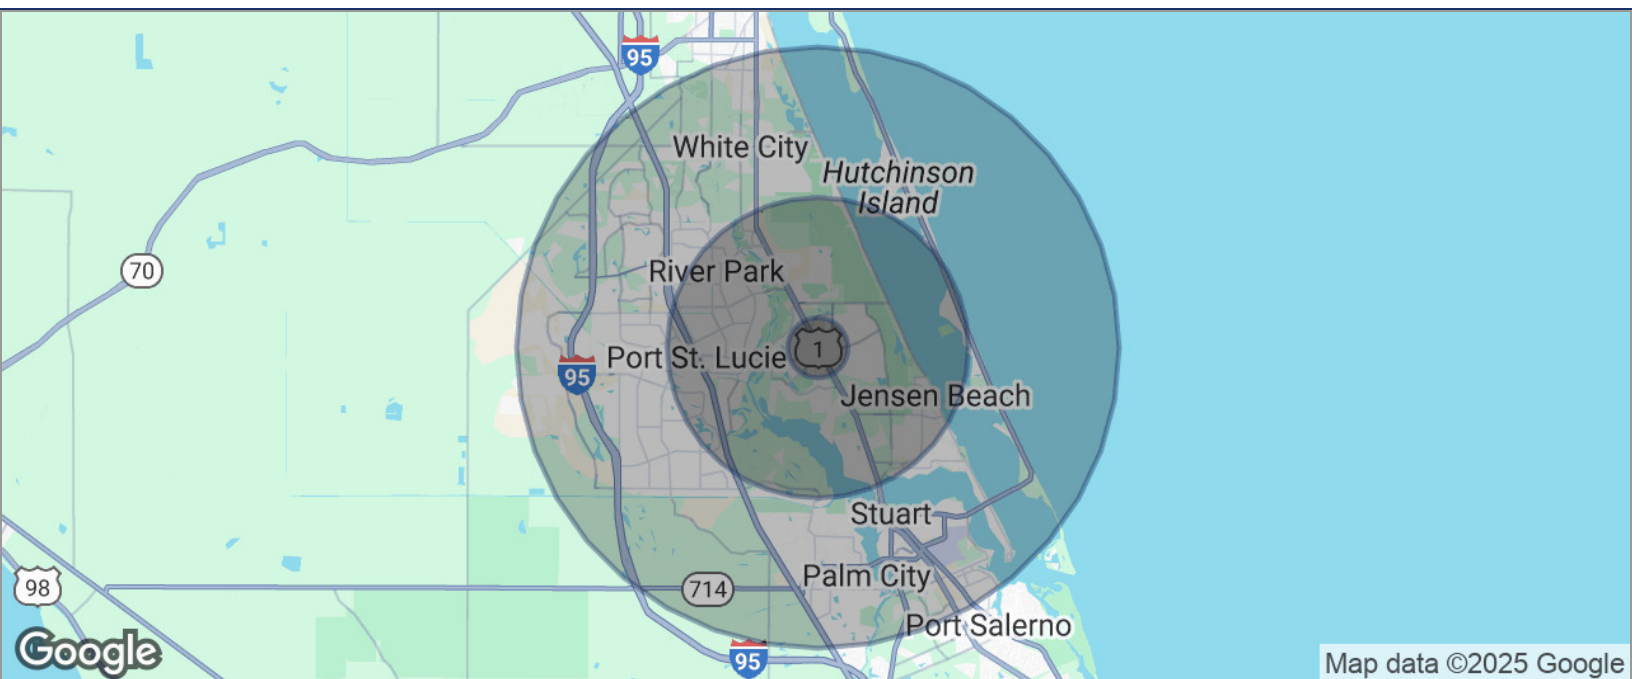 95
White City
Hutchinson
Island
70
River Park
1
Port St. Lucie
95
Jensen Beach
Stuart
Palm City
98
714
Port Salerno
Google
95
Map data ©2025 Google